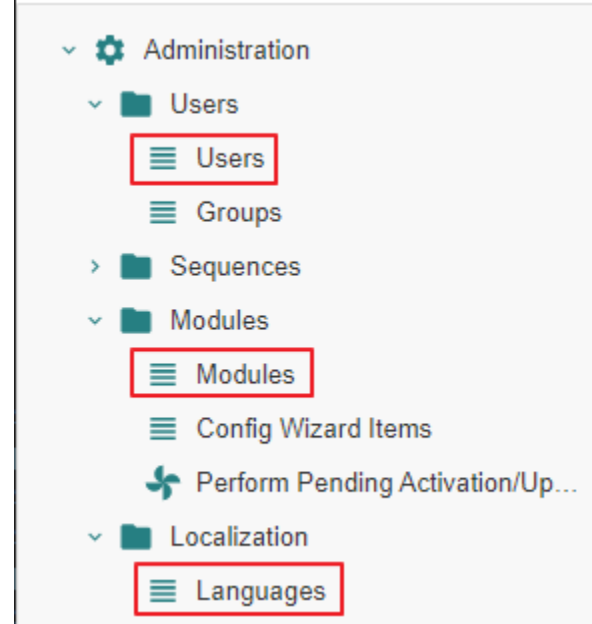 Administration
Users
Users
Groups
Sequences
Modules
Modules
Config Wizard Items
Perform Pending Activation/Up...
Localization
Languages